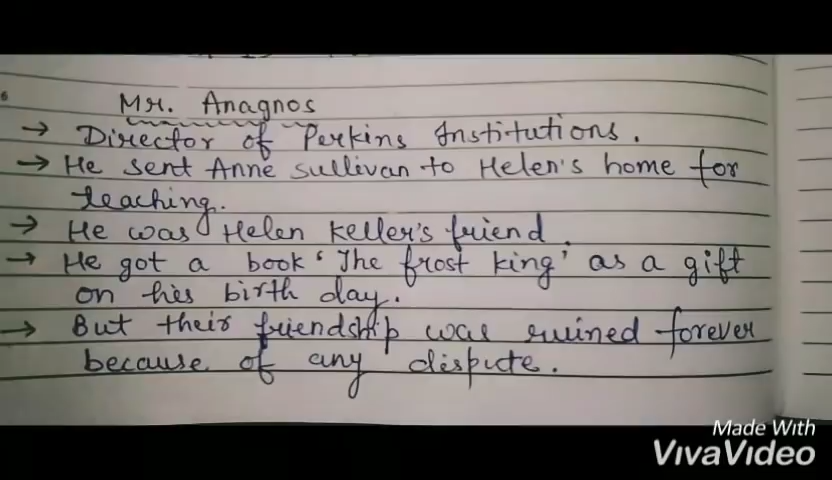 Mr. Anagnos
→ Director of Perkins Institutions.
→ He sent Anne Sullivan to Helen's home for
teaching.
→ He was Helen Keller's friend.
→ He got a book 'The frost king' as a gift
on his birth day.
→ But their friendship was ruined forever
because of any dispute.
Made With
VivaVideo